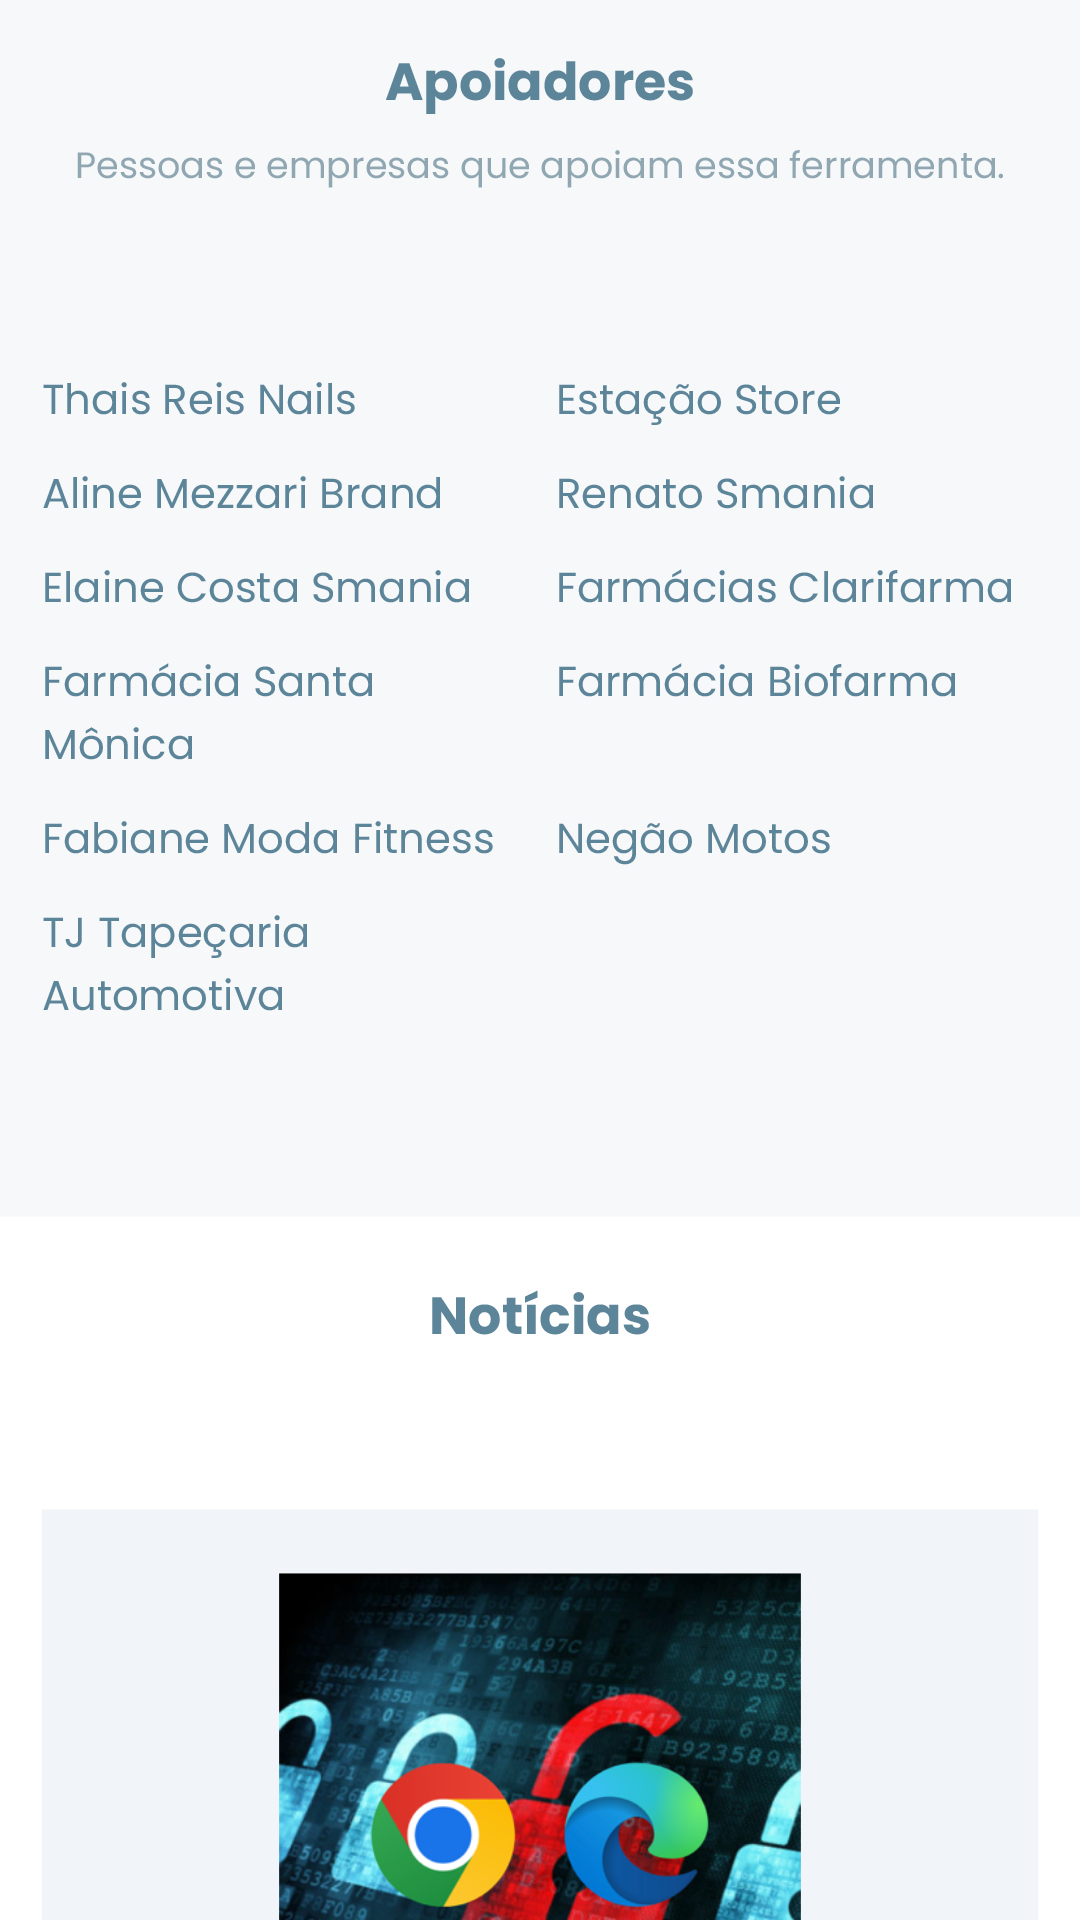 Apoiadores
Pessoas e empresas que apoiam essa ferramenta.
Thais Reis Nails
Estação Store
Aline Mezzari Brand
Renato Smania
Elaine Costa Smania
Farmácias Clarifarma
Farmácia Santa
Mônica
Farmácia Biofarma
Fabiane Moda Fitness
Negão Motos
TJ Tapeçaria
Automotiva
Notícias